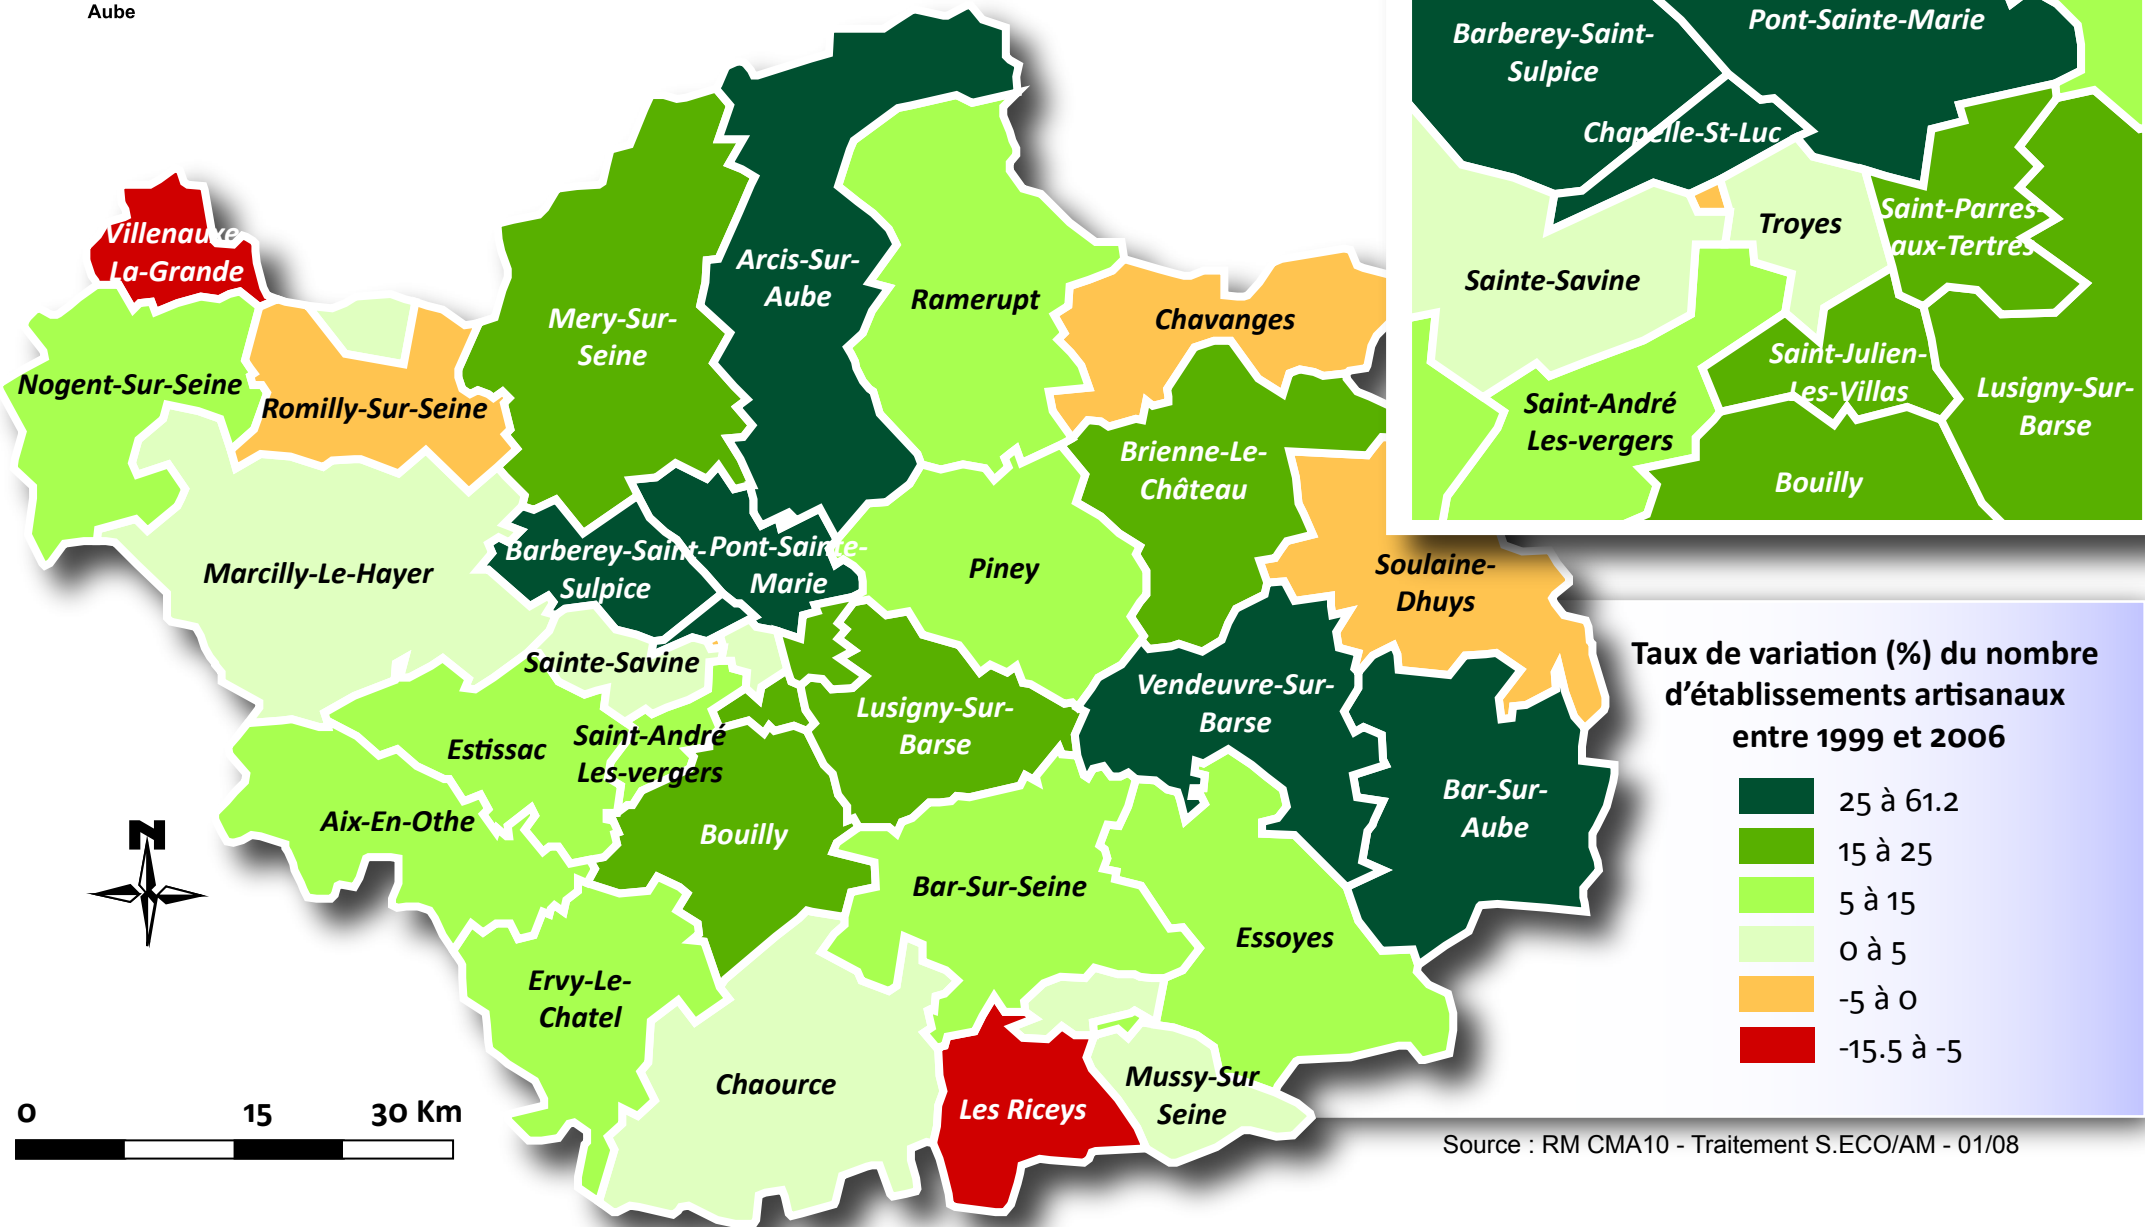 Aube
Barberey-Saint-
Sulpice
Pont-Sainte-Marie
Chapelle-St-Luc
Troyes
Saint-Parres-
aux-Tertres
Sainte-Savine
Saint-Julien-
Les-Villas
Saint-André
Les-vergers
Lusigny-Sur-
Barse
Bouilly
Villenauxe
La-Grande
Nogent-Sur-Seine
Romilly-Sur-Seine
Mery-Sur-
Seine
Arcis-Sur-
Aube
Ramerupt
Chavanges
Brienne-Le-
Château
Marcilly-Le-Hayer
Barberey-Saint-
Sulpice
Pont-Sainte-
Marie
Piney
Soulaine-
Dhuys
Sainte-Savine
Vendeuvre-Sur-
Barse
Lusigny-Sur-
Barse
Estissac
Saint-André
Les-vergers
Aix-En-Othe
Bouilly
Bar-Sur-
Aube
Bar-Sur-Seine
Essoyes
Ervy-Le-
Chatel
Chaource
Les Riceys
Mussy-Sur
Seine
N
0 15 30 Km
Taux de variation (%) du nombre
d’établissements artisanaux
entre 1999 et 2006
25 à 61.2
15 à 25
5 à 15
0 à 5
-5 à 0
-15.5 à -5
Source : RM CMA10 - Traitement S.ECO/AM - 01/08